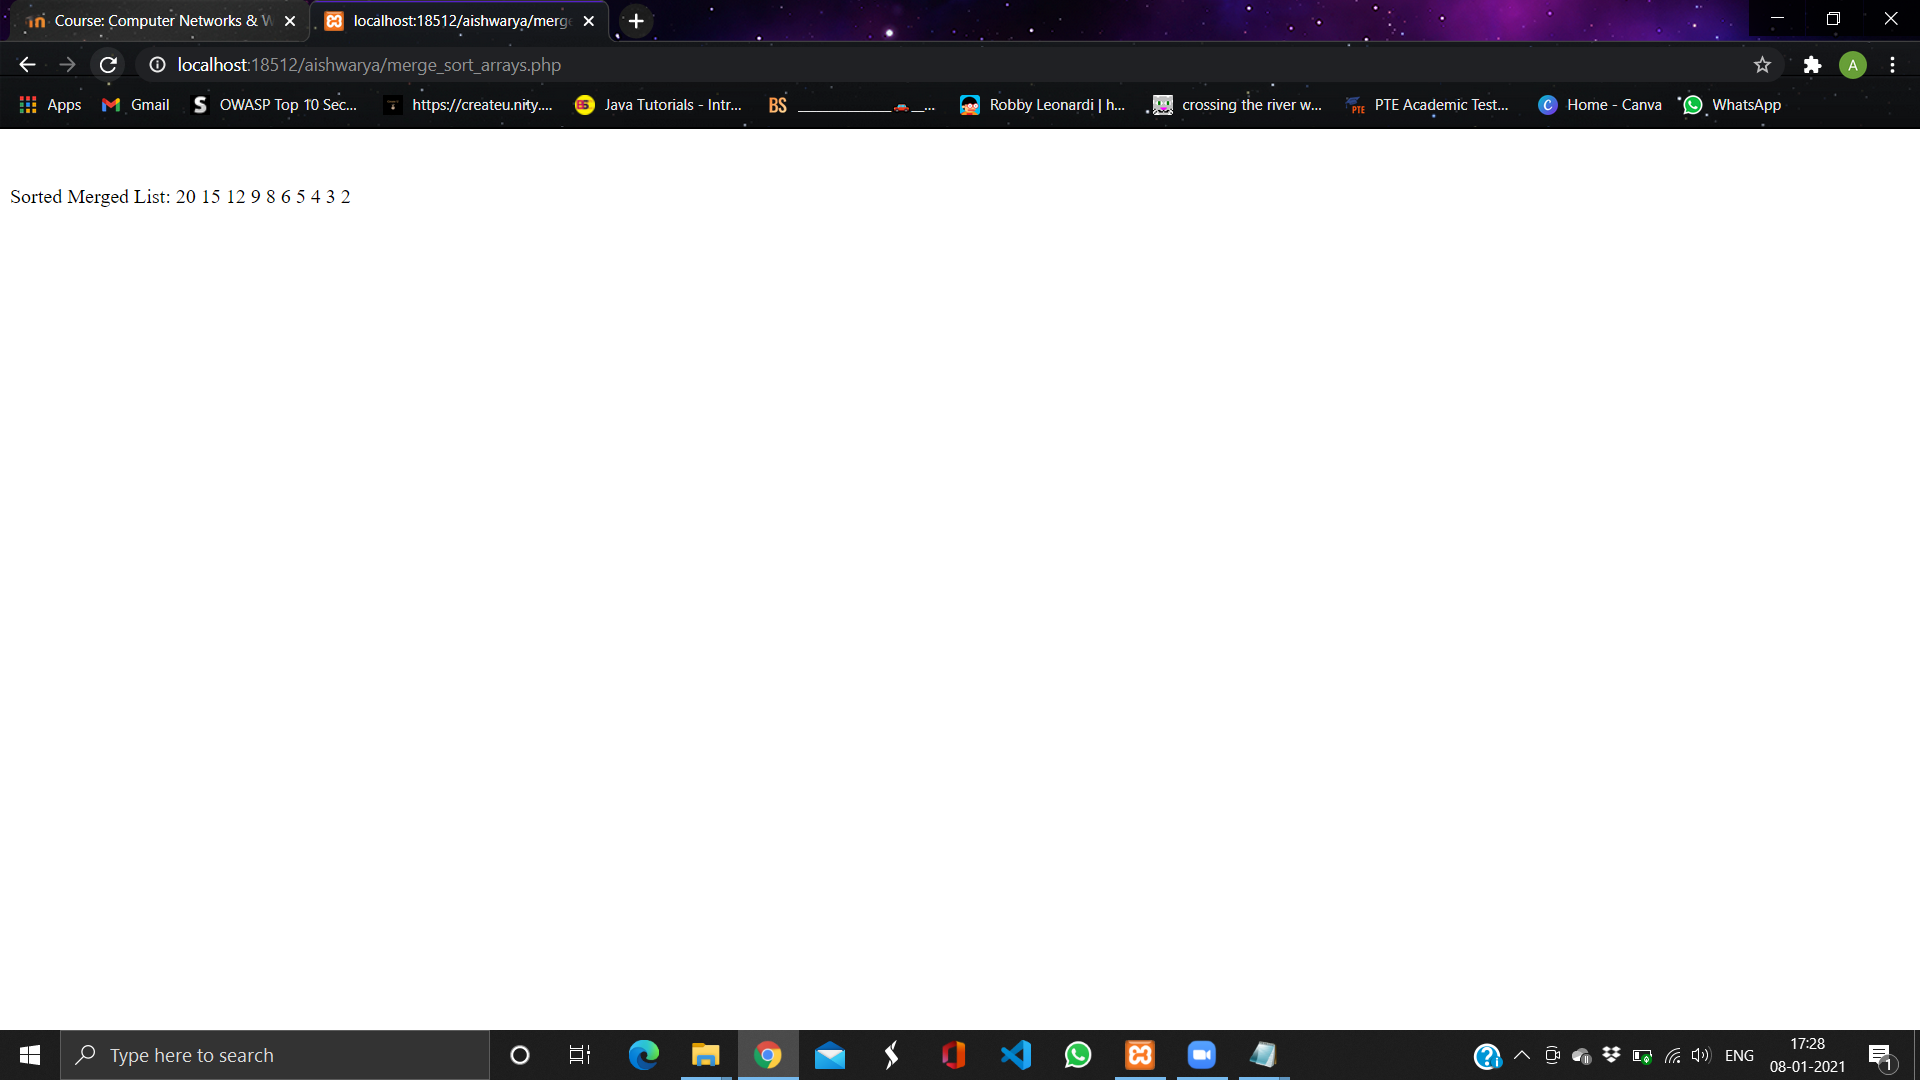 Course: Computer Networks & W
localhost:18512/aishwarya/merge
localhost:18512/aishwarya/merge_sort_arrays.php
A
Apps
Gmail
OWASP Top 10 Sec...
https://createu.nity....
Java Tutorials - Intr...
BS
Robby Leonardi | h...
crossing the river w...
PTE
PTE Academic Test...
Home - Canva
WhatsApp
Sorted Merged List: 20 15 12 9 8 6 5 4 3 2
Type here to search
ENG
17:28
08-01-2021
1